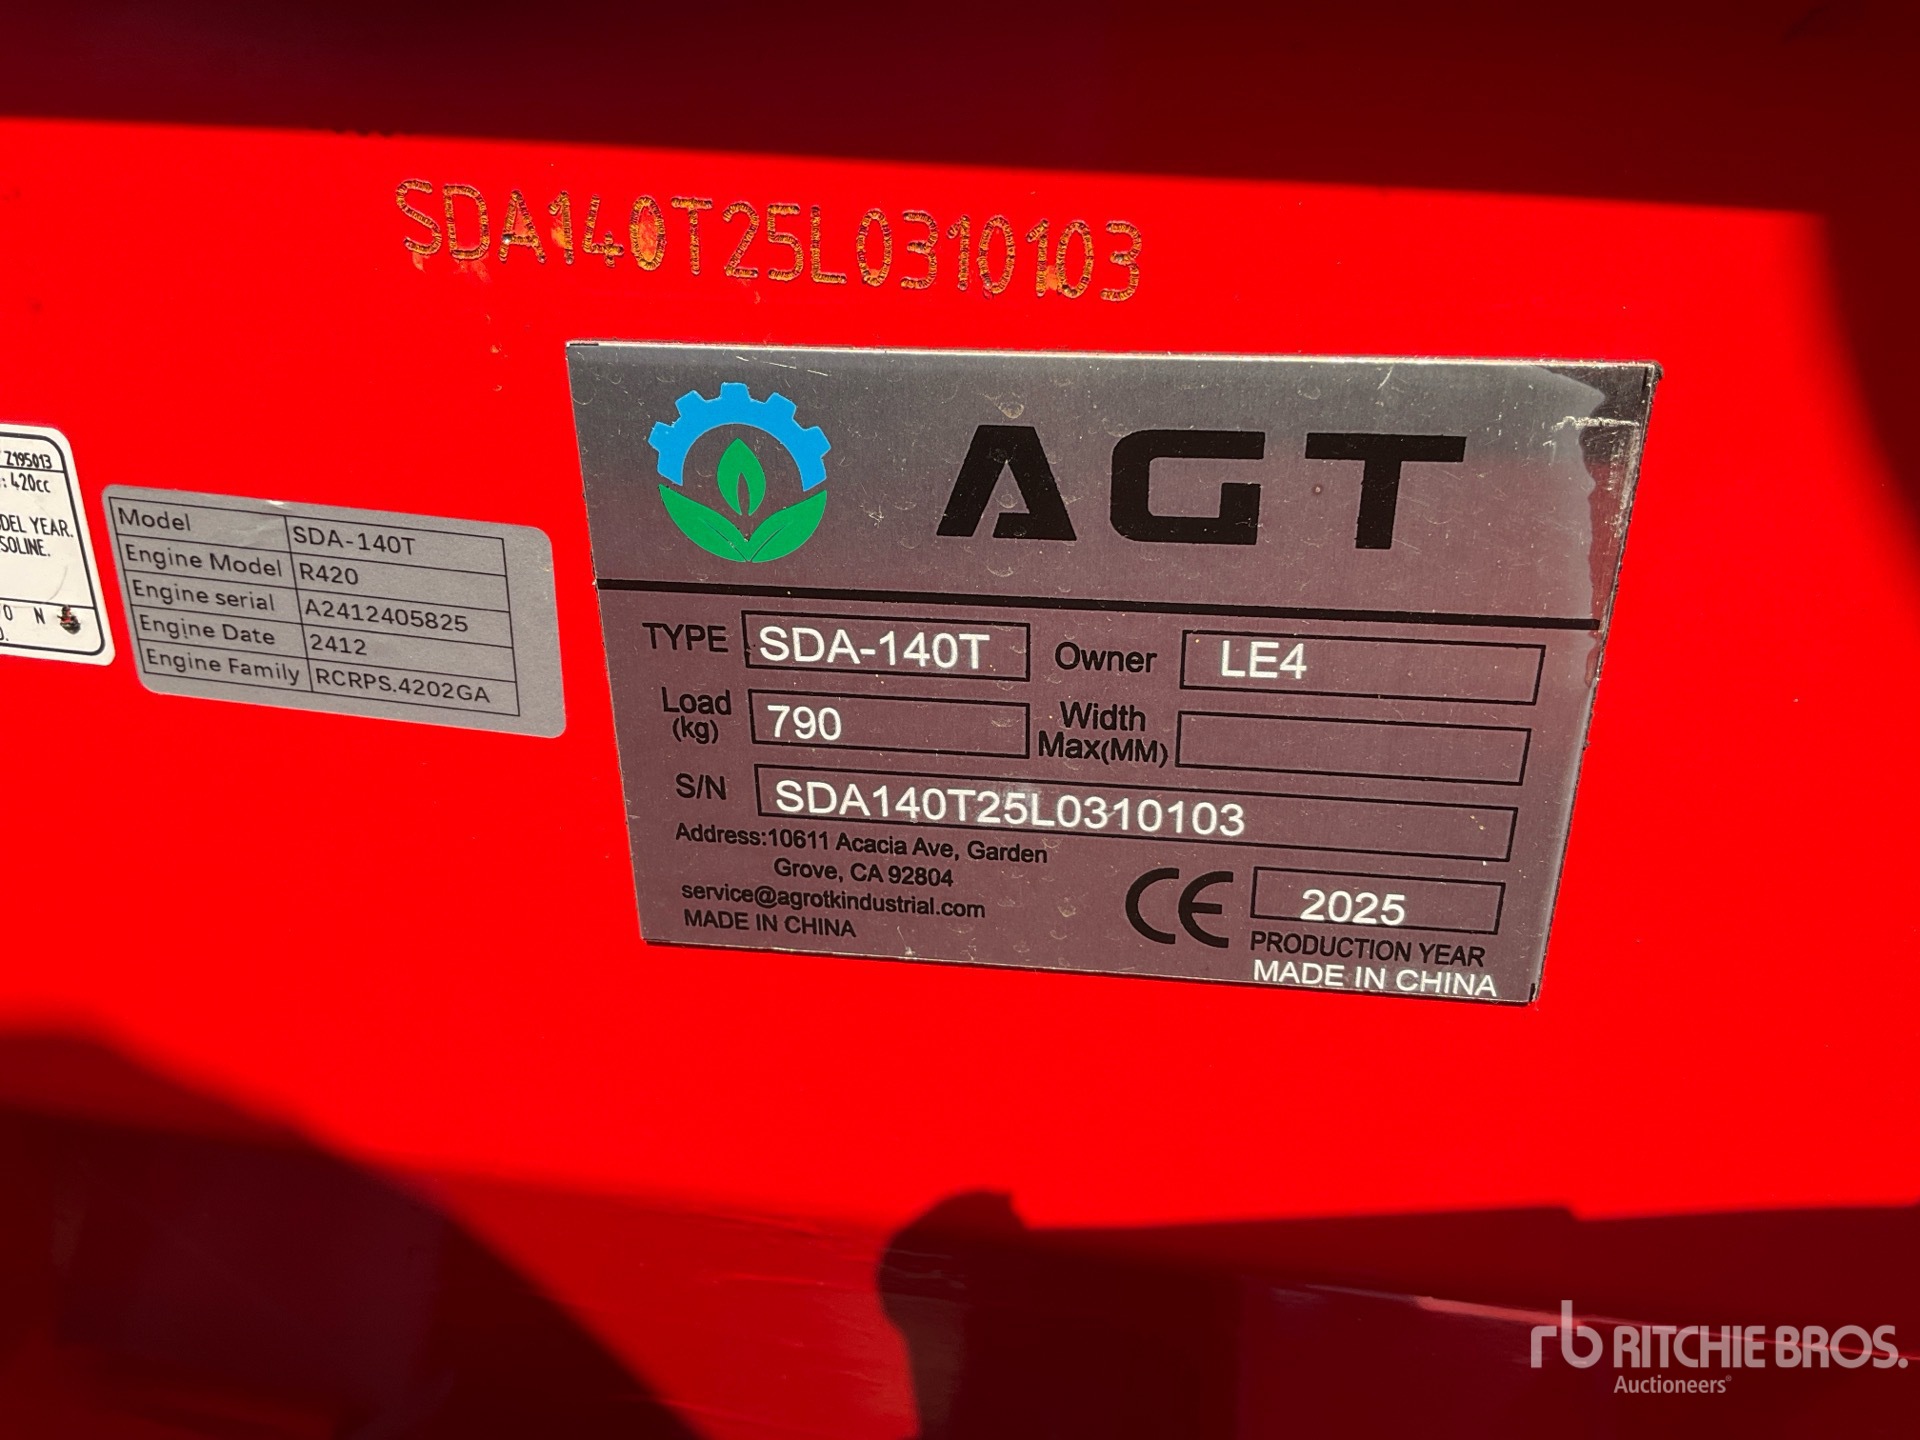 SDA140T25L0310103
Z195013
: 420cc
DEL YEAR.
SOLINE.
N
Model SDA-140T
Engine Model R420
Engine serial A2412405825
Engine Date 2412
Engine Family RCRPS.4202GA
AGT
TYPE SDA-140T Owner LE4
Load (kg) 790 Width Max(MM)
S/N SDA140T25L0310103
Address:10611 Acacia Ave, Garden
Grove, CA 92804
service@agrotkindustrial.com
MADE IN CHINA
CE 2025
PRODUCTION YEAR
MADE IN CHINA
rb RITCHIE BROS.
Auctioneers